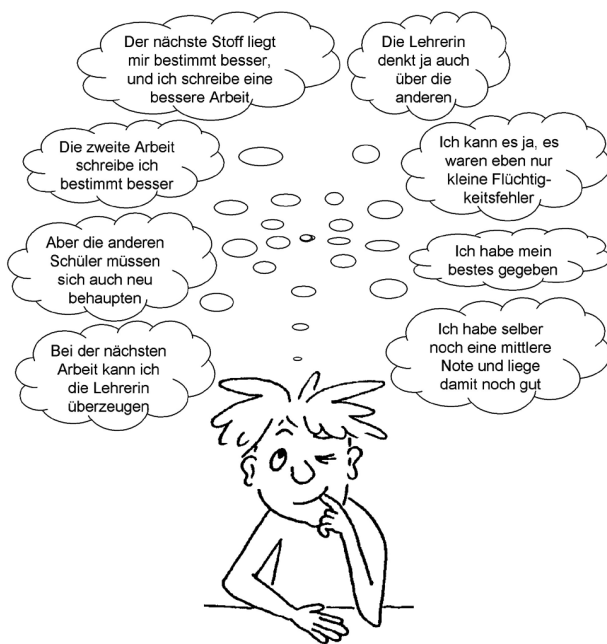 Der nächste Stoff liegt
mir bestimmt besser,
und ich schreibe eine
bessere Arbeit
Die Lehrerin
denkt ja auch
über die
anderen
Die zweite Arbeit
schreibe ich
bestimmt besser
Ich kann es ja, es
waren eben nur
kleine Flüchtig-
keitsfehler
Aber die anderen
Schüler müssen
sich auch neu
behaupten
Ich habe mein
bestes gegeben
Bei der nächsten
Arbeit kann ich
die Lehrerin
überzeugen
Ich habe selber
noch eine mittlere
Note und liege
damit noch gut